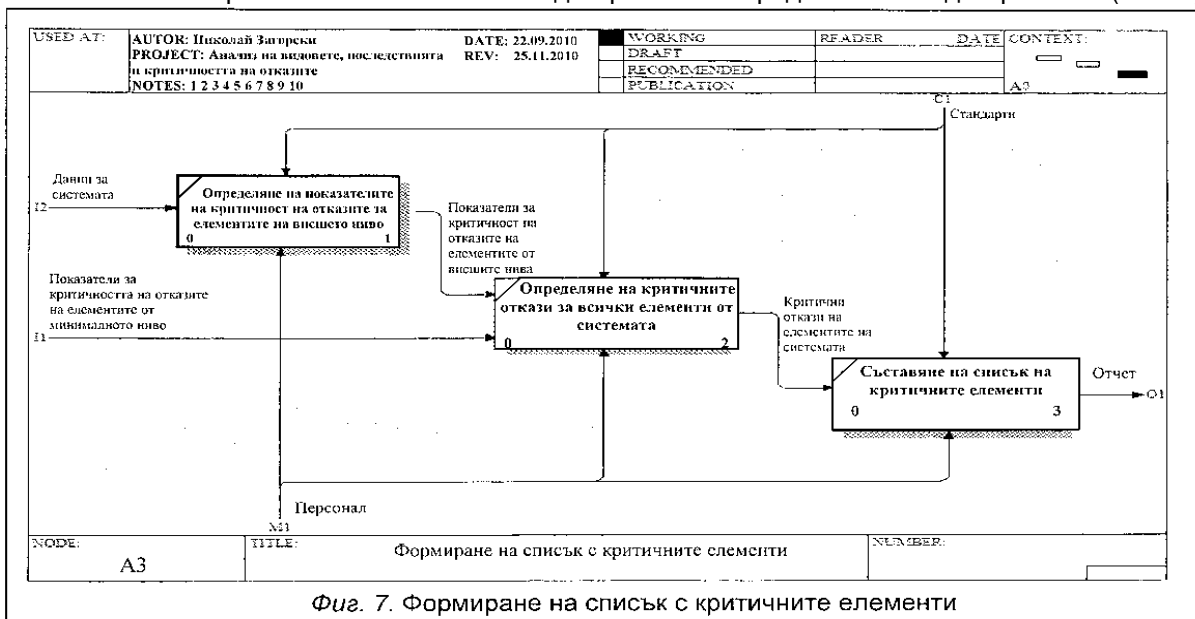 USED AT:
AUTOR: Николай Загорски
DATE: 22.09.2010
PROJECT: Анализ на видовете, последствията
REV: 25.11.2010
и критичността на отказите
NOTES: 1 2 3 4 5 6 7 8 9 10
WORKING
DRAFT
RECOMMENDED
PUBLICATION
READER
DATE
CONTEXT:
A0
C1
Стандарти
Данни за
системата
I2
Определяне на показателите
на критичност на отказите за
елементите на висшето ниво
0 1
Показатели за
критичност на
отказите на
елементите от
висшите нива
Показатели за
критичността на отказите
на елементите от
минималното ниво
I1
Определяне на критичните
откази за всички елементи от
системата
0 2
Критични
откази на
елементите на
системата
Съставяне на списък на
критичните елементи
0 3
Отчет
O1
Персонал
M1
NODE:
A3
TITLE:
Формиране на списък с критичните елементи
NUMBER:
Фиг. 7. Формиране на списък с критичните елементи